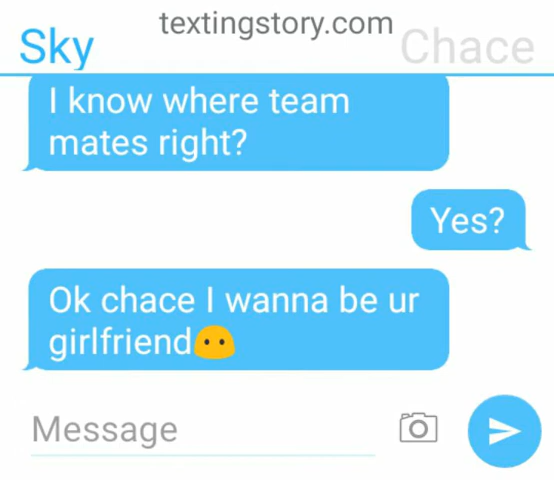 textingstory.com
Sky
Chace
I know where team
mates right?
Yes?
Ok chace I wanna be ur
girlfriend😶
Message